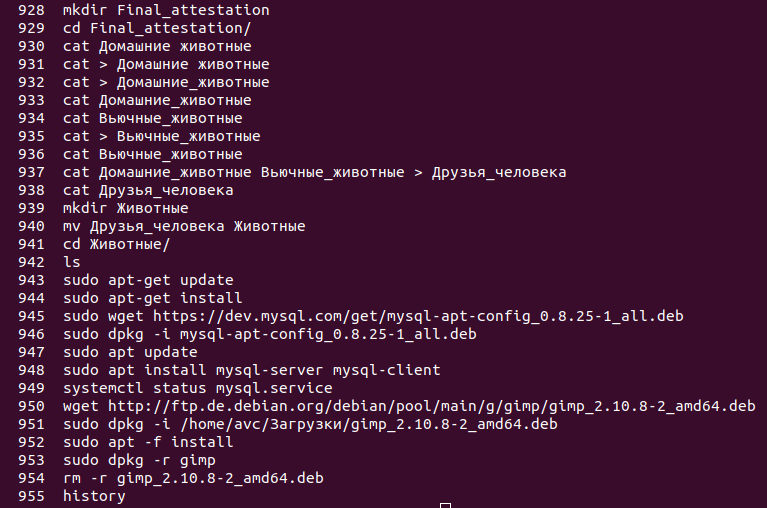 928 mkdir Final_attestation
929 cd Final_attestation/
930 cat Домашние животные
931 cat > Домашние животные
932 cat > Домашние_животные
933 cat Домашние_животные
934 cat Вьючные_животные
935 cat > Вьючные_животные
936 cat Вьючные_животные
937 cat Домашние_животные Вьючные_животные > Друзья_человека
938 cat Друзья_человека
939 mkdir Животные
940 mv Друзья_человека Животные
941 cd Животные/
942 ls
943 sudo apt-get update
944 sudo apt-get install
945 sudo wget https://dev.mysql.com/get/mysql-apt-config_0.8.25-1_all.deb
946 sudo dpkg -i mysql-apt-config_0.8.25-1_all.deb
947 sudo apt update
948 sudo apt install mysql-server mysql-client
949 systemctl status mysql.service
950 wget http://ftp.de.debian.org/debian/pool/main/g/gimp/gimp_2.10.8-2_amd64.deb
951 sudo dpkg -i /home/avc/Загрузки/gimp_2.10.8-2_amd64.deb
952 sudo apt -f install
953 sudo dpkg -r gimp
954 rm -r gimp_2.10.8-2_amd64.deb
955 history